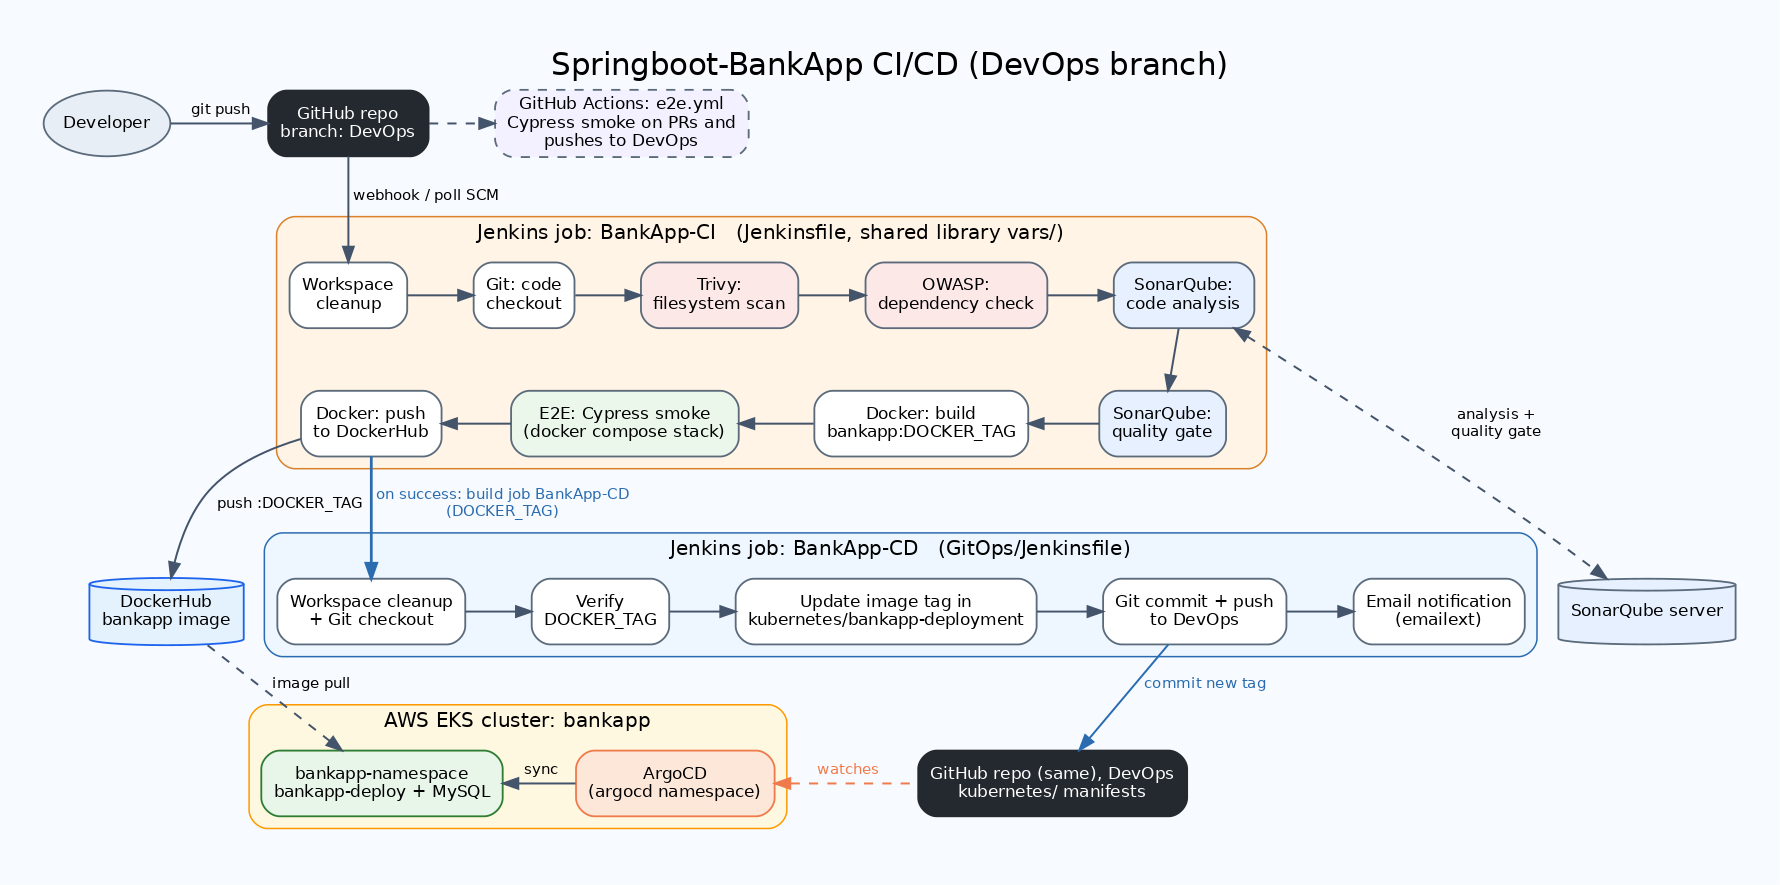 Springboot-BankApp CI/CD (DevOps branch)
Developer
git push
GitHub repo
branch: DevOps
GitHub Actions: e2e.yml
Cypress smoke on PRs and
pushes to DevOps
webhook / poll SCM
Jenkins job: BankApp-CI   (Jenkinsfile, shared library vars/)
Workspace
cleanup
Git: code
checkout
Trivy:
filesystem scan
OWASP:
dependency check
SonarQube:
code analysis
Docker: push
to DockerHub
E2E: Cypress smoke
(docker compose stack)
Docker: build
bankapp:DOCKER_TAG
SonarQube:
quality gate
analysis +
quality gate
push :DOCKER_TAG
on success: build job BankApp-CD
(DOCKER_TAG)
Jenkins job: BankApp-CD   (GitOps/Jenkinsfile)
DockerHub
bankapp image
Workspace cleanup
+ Git checkout
Verify
DOCKER_TAG
Update image tag in
kubernetes/bankapp-deployment
Git commit + push
to DevOps
Email notification
(emailext)
SonarQube server
image pull
commit new tag
AWS EKS cluster: bankapp
bankapp-namespace
bankapp-deploy + MySQL
sync
ArgoCD
(argocd namespace)
watches
GitHub repo (same), DevOps
kubernetes/ manifests